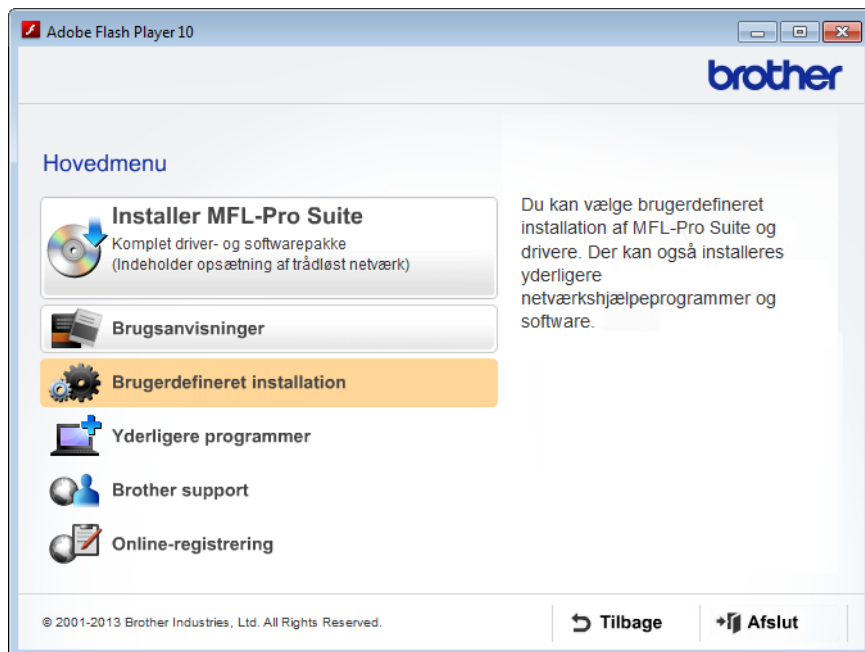 Adobe Flash Player 10
brother
Hovedmenu
Installer MFL-Pro Suite
Komplet driver- og softwarepakke
(Indeholder opsætning af trådløst netværk)
Brugsanvisninger
Brugerdefineret installation
Yderligere programmer
Brother support
Online-registrering
Du kan vælge brugerdefineret
installation af MFL-Pro Suite og
drivere. Der kan også installeres
yderligere
netværkshjælpeprogrammer og
software.
© 2001-2013 Brother Industries, Ltd. All Rights Reserved.
Tilbage
Afslut